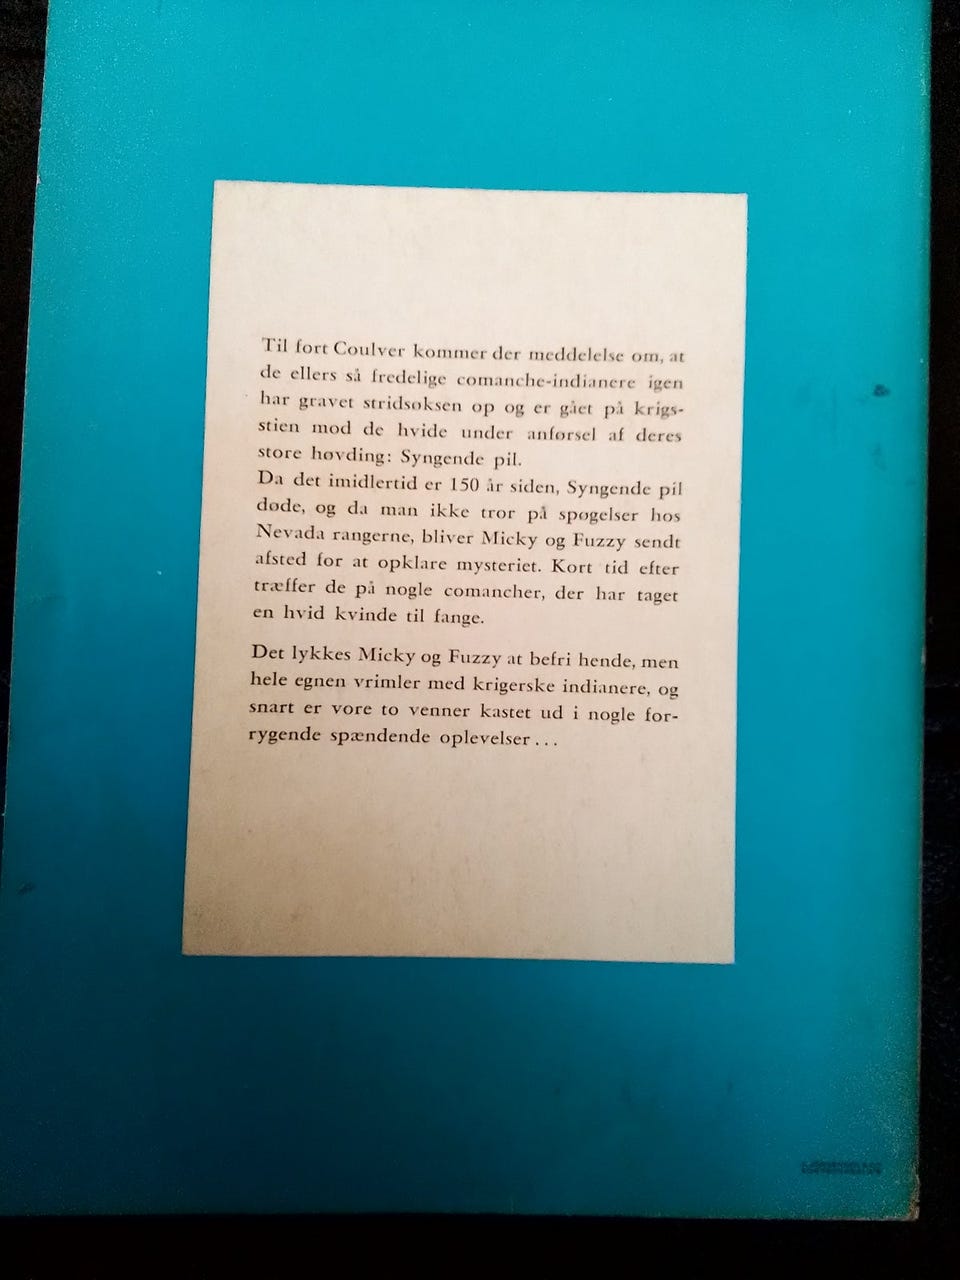 Til fort Coulver kommer der meddelelse om, at
de ellers så fredelige comanche-indianere igen
har gravet stridsøksen op og er gået på krigs-
stien mod de hvide under anførsel af deres
store høvding: Syngende pil.
Da det imidlertid er 150 år siden, Syngende pil
døde, og da man ikke tror på spøgelser hos
Nevada rangerne, bliver Micky og Fuzzy sendt
afsted for at opklare mysteriet. Kort tid efter
træffer de på nogle comancher, der har taget
en hvid kvinde til fange.
Det lykkes Micky og Fuzzy at befri hende, men
hele egnen vrimler med krigerske indianere, og
snart er vore to venner kastet ud i nogle for-
rygende spændende oplevelser...